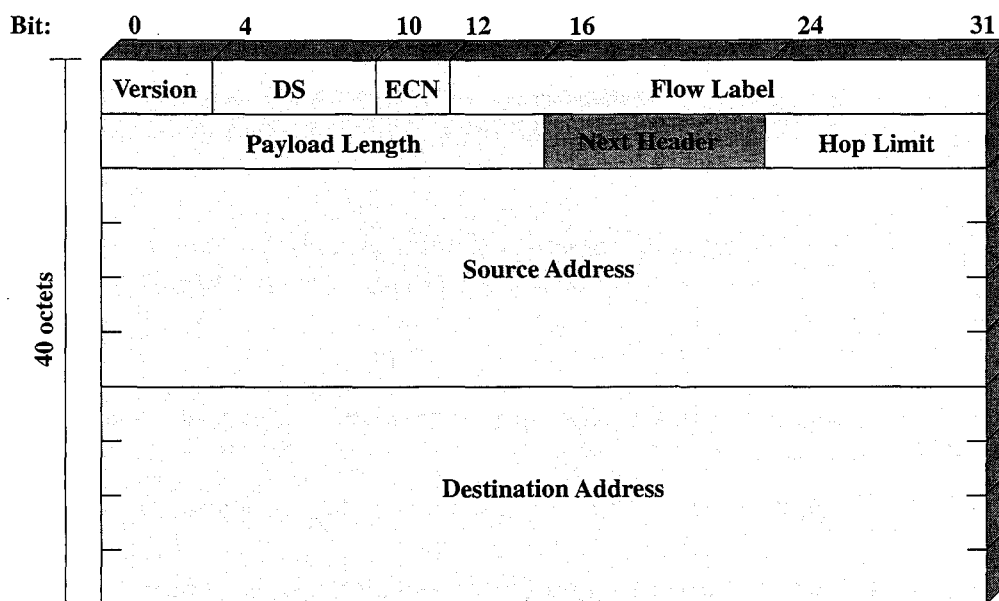 Bit: 0 4 10 12 16 24 31
Version DS ECN Flow Label
Payload Length Next Header Hop Limit
Source Address
40 octets
Destination Address